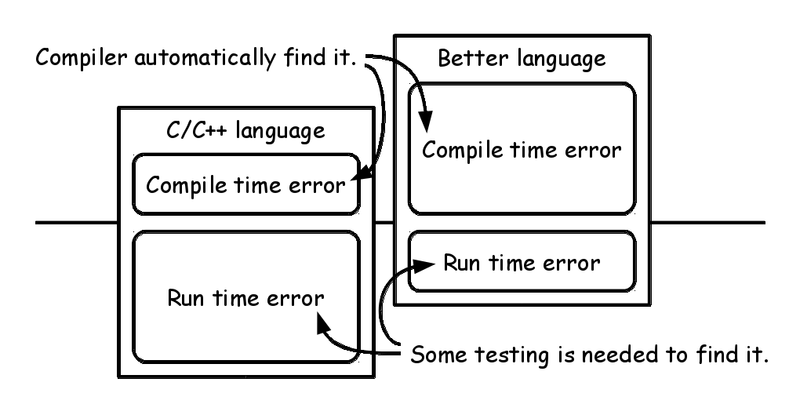 Compiler automatically find it.
Better language
Compile time error
Run time error
C/C++ language
Compile time error
Run time error
Some testing is needed to find it.